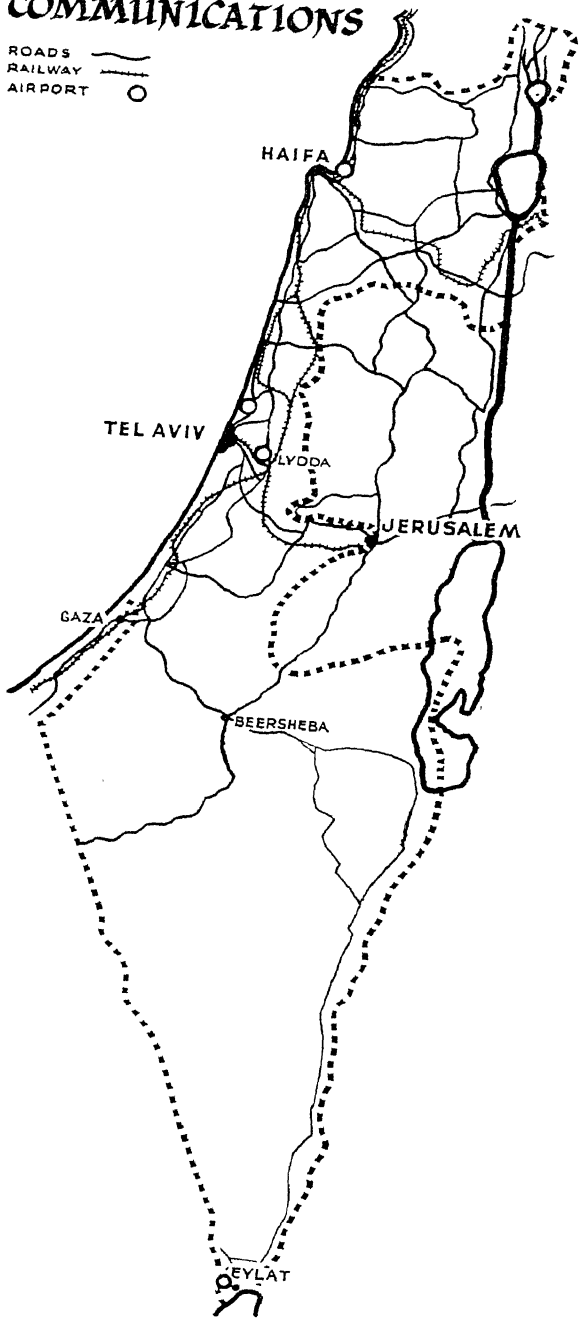 COMMUNICATIONS
ROADS
RAILWAY
AIRPORT
HAIFA
TEL AVIV
LYDDA
JERUSALEM
GAZA
BEERSHEBA
EYLAT